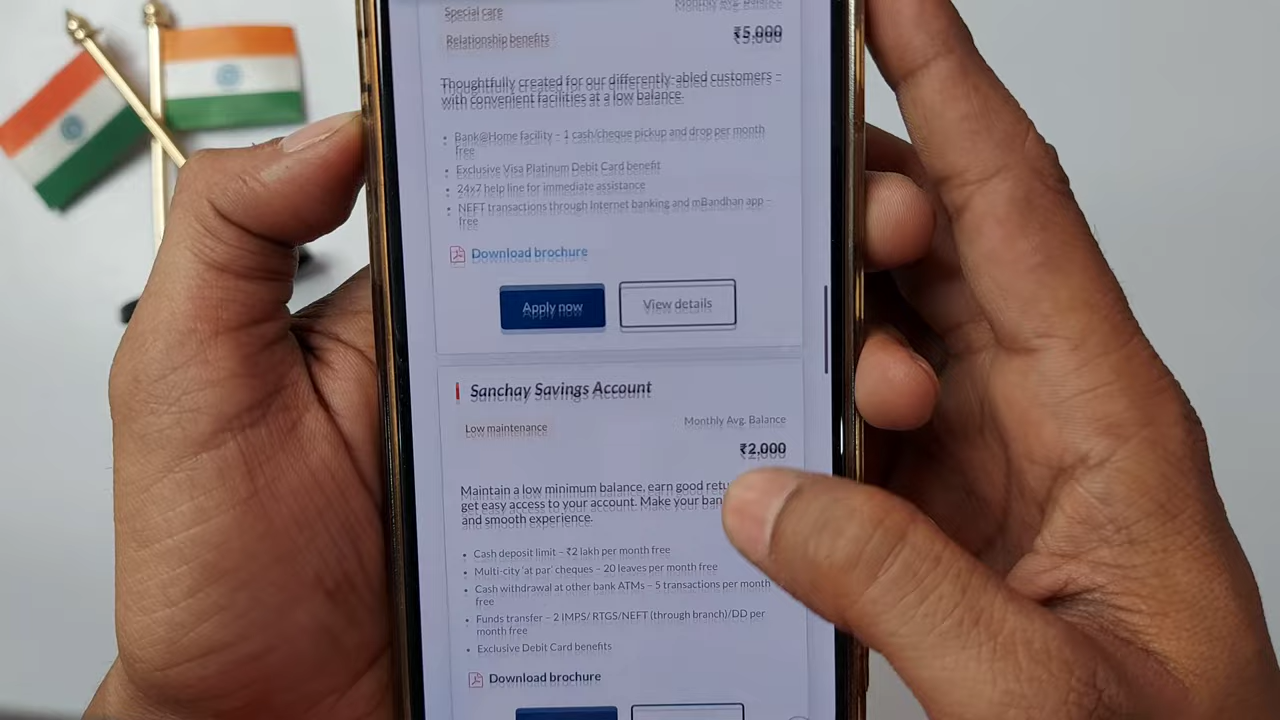 Special care
Monthly Avg. Balance
Relationship benefits
₹5,000
Thoughtfully created for our differently-abled customers –
with convenient facilities at a low balance.
Bank@Home facility – 1 cash/cheque pickup and drop per month
free
Exclusive Visa Platinum Debit Card benefit
24x7 help line for immediate assistance
NEFT transactions through Internet banking and mBandhan app –
free
Download brochure
Apply now
View details
Sanchay Savings Account
Low maintenance
Monthly Avg. Balance
₹2,000
Maintain a low minimum balance, earn good
get easy access to your account. Make your
and smooth experience.
Cash deposit limit – ₹2 lakh per month free
Multi-city 'at par' cheques – 20 leaves per month free
Cash withdrawal at other bank ATMs – 5 transactions per month
free
Funds transfer – 2 IMPS/ RTGS/NEFT (through branch)/DD per
month free
Exclusive Debit Card benefits
Download brochure